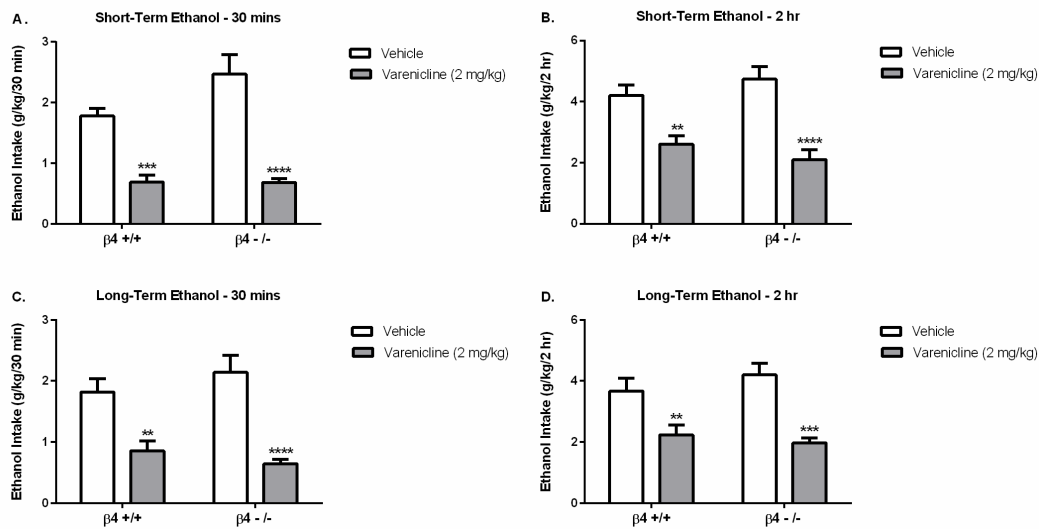 A.
Short-Term Ethanol - 30 mins
Ethanol Intake (g/kg/30 min)
3
2
1
0
***
****
β4 +/+
β4 - /-
Vehicle
Varenicline (2 mg/kg)
B.
Short-Term Ethanol - 2 hr
Ethanol Intake (g/kg/2 hr)
6
4
2
0
**
****
β4 +/+
β4 - /-
Vehicle
Varenicline (2 mg/kg)
C.
Long-Term Ethanol - 30 mins
Ethanol Intake (g/kg/30 min)
3
2
1
0
**
****
β4 +/+
β4 - /-
Vehicle
Varenicline (2 mg/kg)
D.
Long-Term Ethanol - 2 hr
Ethanol Intake (g/kg/2 hr)
6
4
2
0
**
***
β4 +/+
β4 - /-
Vehicle
Varenicline (2 mg/kg)